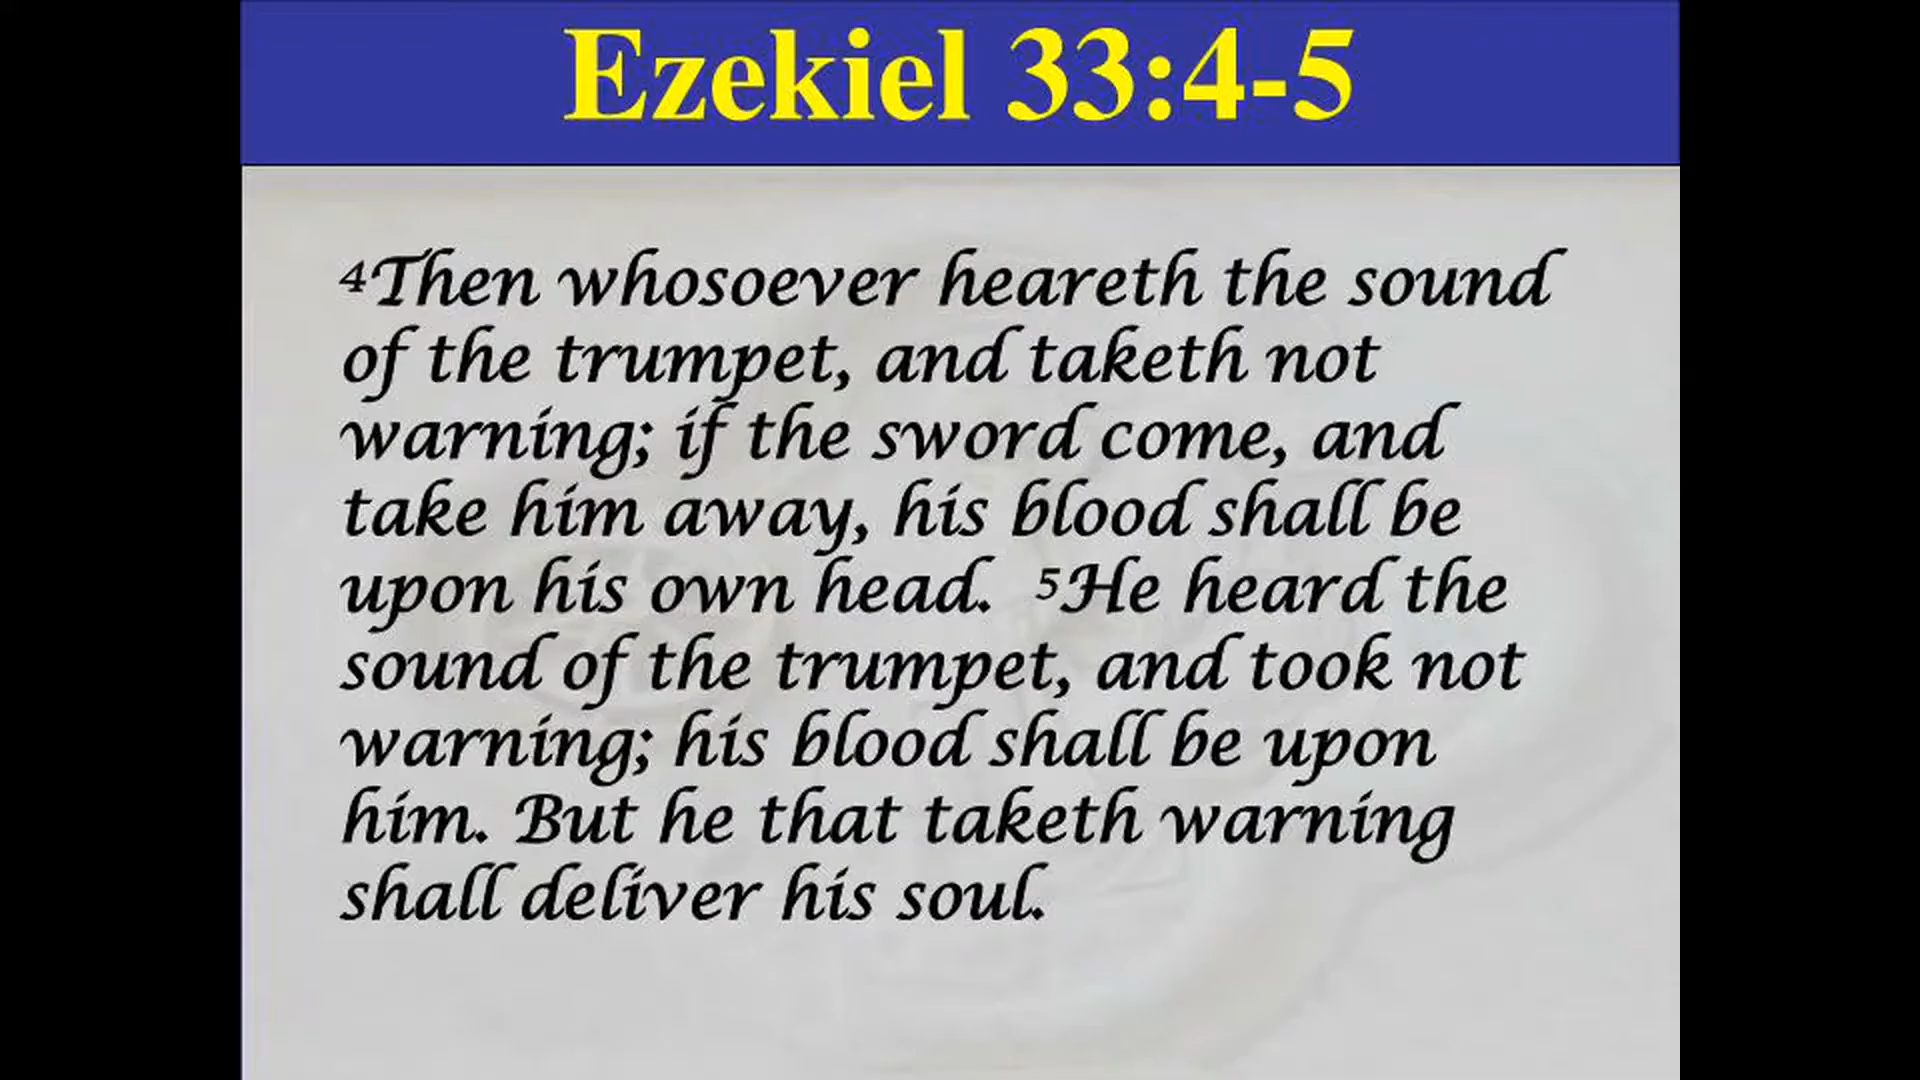 Ezekiel 33:4-5
4Then whosoever heareth the sound
of the trumpet, and taketh not
warning; if the sword come, and
take him away, his blood shall be
upon his own head. 5He heard the
sound of the trumpet, and took not
warning; his blood shall be upon
him. But he that taketh warning
shall deliver his soul.